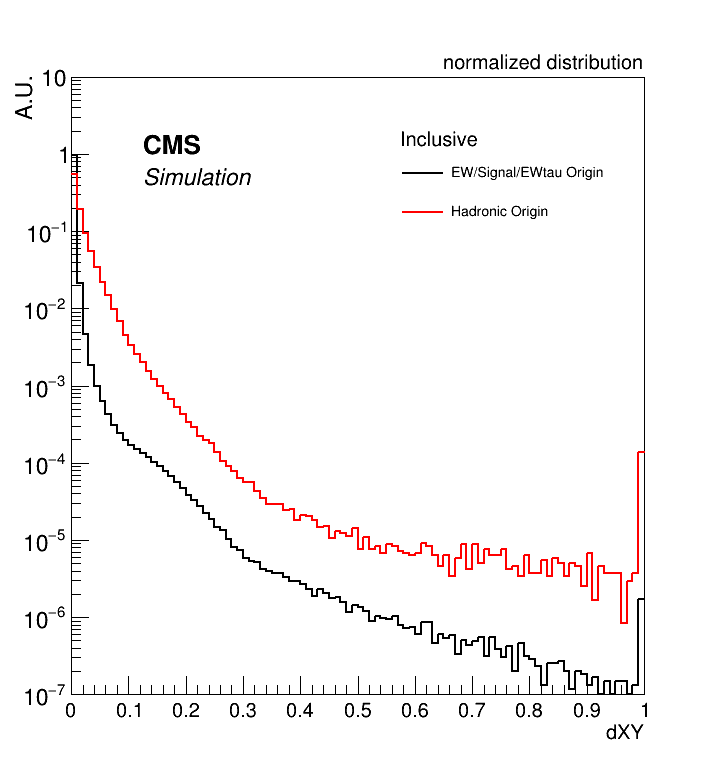 normalized distribution
A.U.
10
CMS
Simulation
Inclusive
EW/Signal/EWtau Origin
Hadronic Origin
1
10⁻¹
10⁻²
10⁻³
10⁻⁴
10⁻⁵
10⁻⁶
10⁻⁷
0 0.1 0.2 0.3 0.4 0.5 0.6 0.7 0.8 0.9 1
dXY